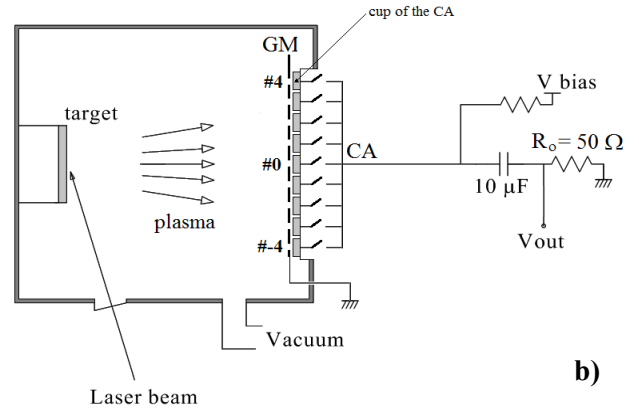 cup of the CA
GM
#4
V bias
target
R₀ = 50 Ω
CA
#0
10 μF
plasma
Vout
#-4
Vacuum
b)
Laser beam